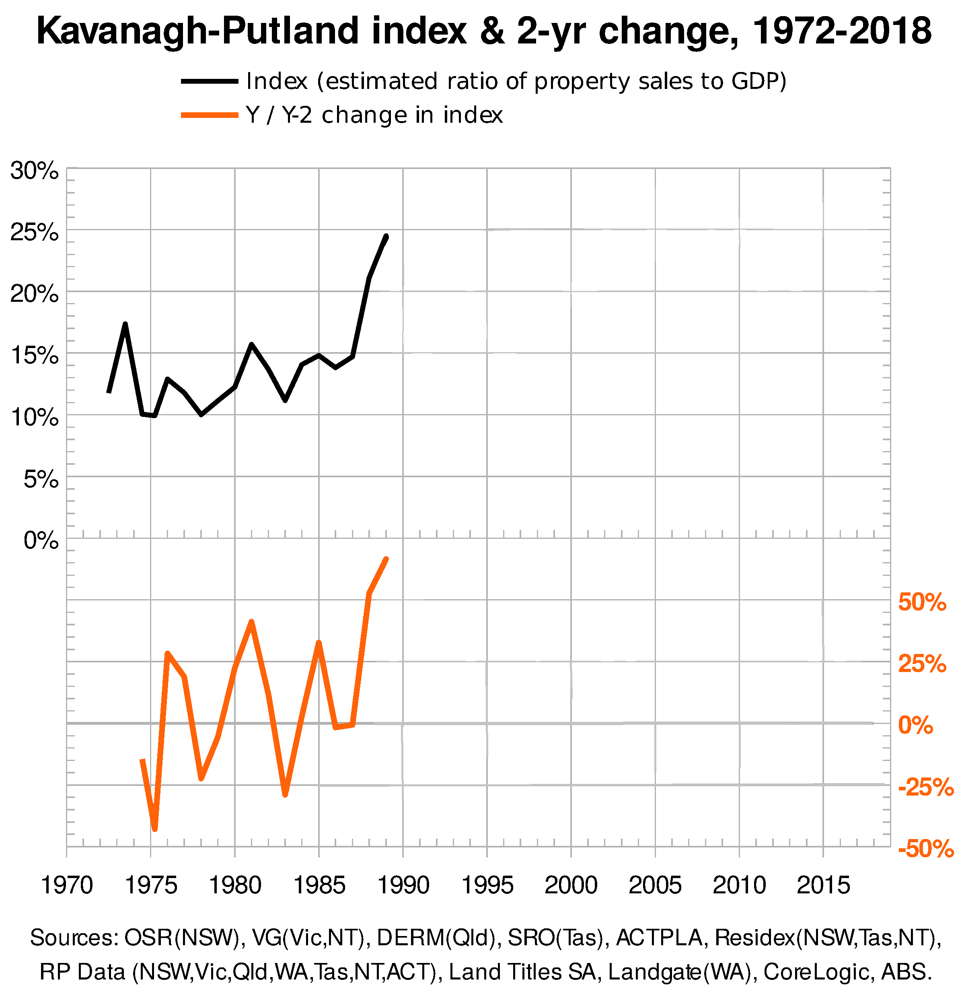 Kavanagh-Putland index & 2-yr change, 1972-2018
Index (estimated ratio of property sales to GDP)
Y / Y-2 change in index
30%
25%
20%
15%
10%
5%
0%
50%
25%
0%
-25%
-50%
1970 1975 1980 1985 1990 1995 2000 2005 2010 2015
Sources: OSR(NSW), VG(Vic,NT), DERM(Qld), SRO(Tas), ACTPLA, Residex(NSW,Tas,NT),
RP Data (NSW,Vic,Qld,WA,Tas,NT,ACT), Land Titles SA, Landgate(WA), CoreLogic, ABS.